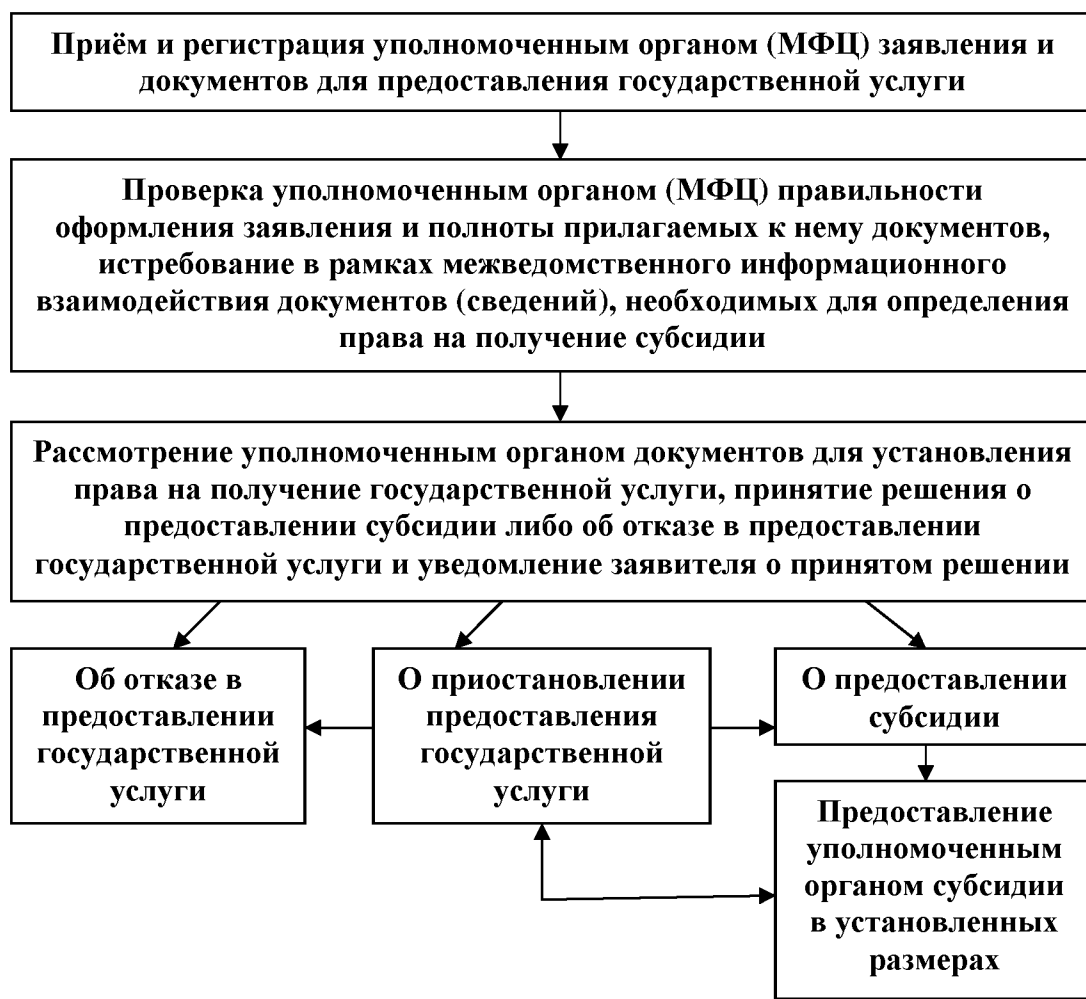 Приём и регистрация уполномоченным органом (МФЦ) заявления и
документов для предоставления государственной услуги
Проверка уполномоченным органом (МФЦ) правильности
оформления заявления и полноты прилагаемых к нему документов,
истребование в рамках межведомственного информационного
взаимодействия документов (сведений), необходимых для определения
права на получение субсидии
Рассмотрение уполномоченным органом документов для установления
права на получение государственной услуги, принятие решения о
предоставлении субсидии либо об отказе в предоставлении
государственной услуги и уведомление заявителя о принятом решении
Об отказе в
предоставлении
государственной
услуги
О приостановлении
предоставления
государственной
услуги
О предоставлении
субсидии
Предоставление
уполномоченным
органом субсидии
в установленных
размерах